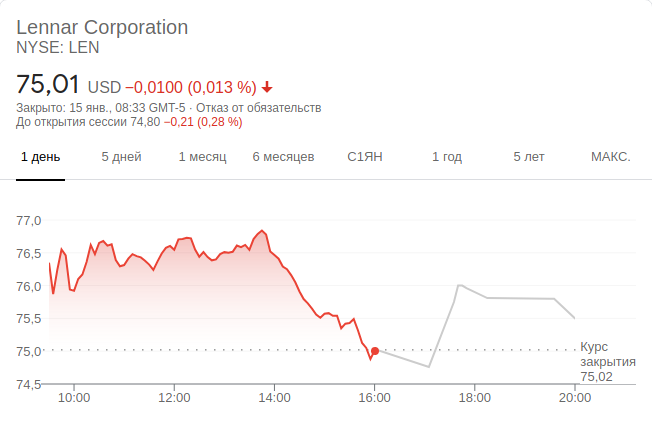 Lennar Corporation
NYSE: LEN
75,01 USD −0,0100 (0,013 %)
Закрыто: 15 янв., 08:33 GMT-5 · Отказ от обязательств
До открытия сессии 74,80 −0,21 (0,28 %)
1 день 5 дней 1 месяц 6 месяцев С1ЯН 1 год 5 лет МАКС.
77,0
76,5
76,0
75,5
75,0
74,5
Курс
закрытия
75,02
10:00 12:00 14:00 16:00 18:00 20:00